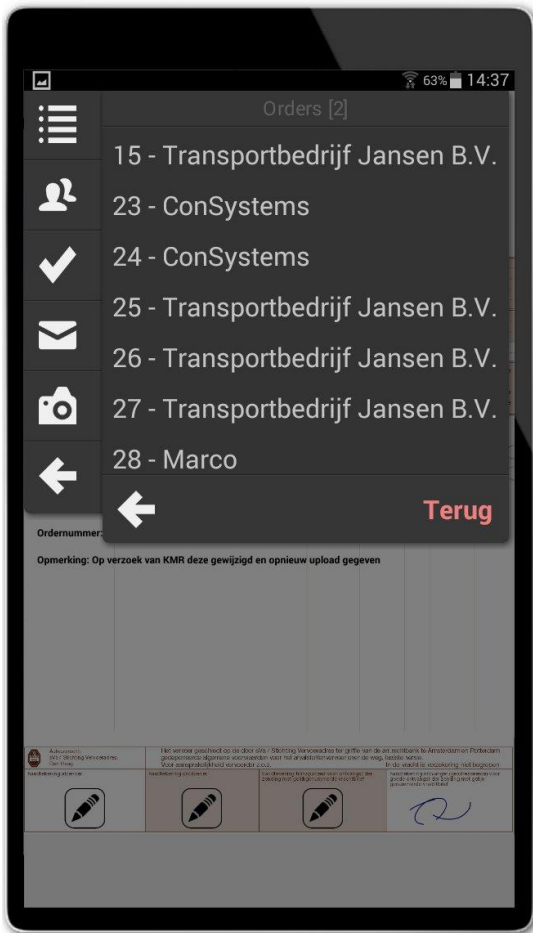 63% 14:37
Orders [2]
15 - Transportbedrijf Jansen B.V.
23 - ConSystems
24 - ConSystems
25 - Transportbedrijf Jansen B.V.
26 - Transportbedrijf Jansen B.V.
27 - Transportbedrijf Jansen B.V.
28 - Marco
Terug
Ordernummer:
Opmerking: Op verzoek van KMR deze gewijzigd en opnieuw upload gegeven